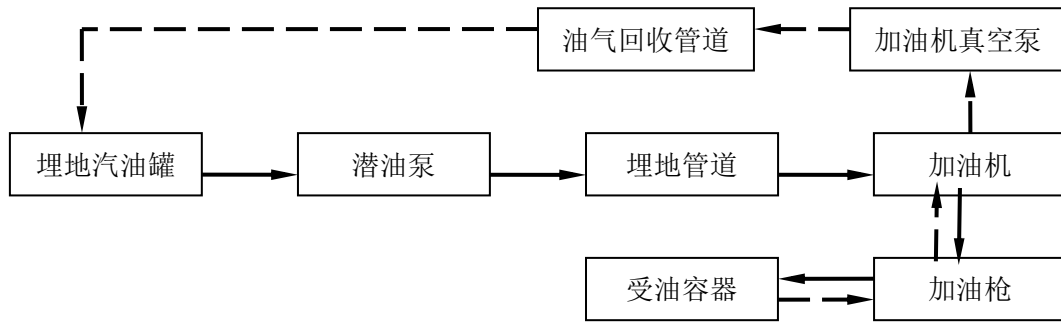 油气回收管道
加油机真空泵
埋地汽油罐
潜油泵
埋地管道
加油机
受油容器
加油枪